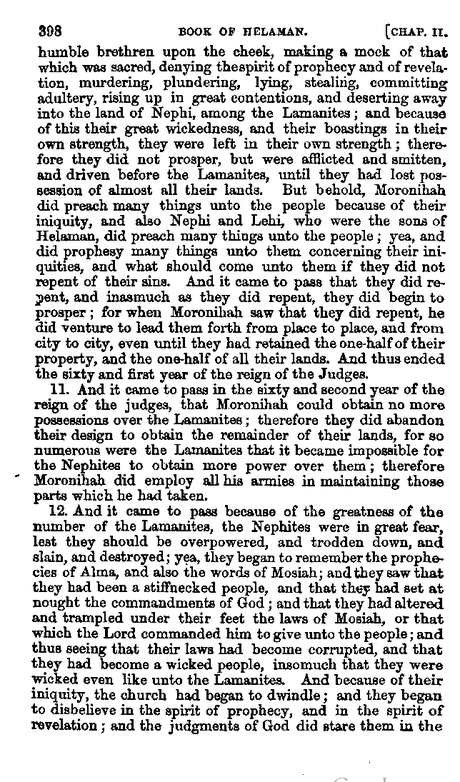 398 BOOK OF HELAMAN. [CHAP. II.
humble brethren upon the cheek, making a mock of that
which was sacred, denying thespirit of prophecy and of revela-
tion, murdering, plundering, lying, stealing, committing
adultery, rising up in great contentions, and deserting away
into the land of Nephi, among the Lamanites; and because
of this their great wickedness, and their boastings in their
own strength, they were left in their own strength; there-
fore they did not prosper, but were afflicted and smitten,
and driven before the Lamanites, until they had lost pos-
session of almost all their lands. But behold, Moronihah
did preach many things unto the people because of their
iniquity, and also Nephi and Lehi, who were the sons of
Helaman, did preach many things unto the people; yea, and
did prophesy many things unto them concerning their ini-
quities, and what should come unto them if they did not
repent of their sins. And it came to pass that they did re-
pent, and inasmuch as they did repent, they did begin to
prosper; for when Moronihah saw that they did repent, he
did venture to lead them forth from place to place, and from
city to city, even until they had retained the one-half of their
property, and the one-half of all their lands. And thus ended
the sixty and first year of the reign of the Judges.
11. And it came to pass in the sixty and second year of the
reign of the judges, that Moronihah could obtain no more
possessions over the Lamanites; therefore they did abandon
their design to obtain the remainder of their lands, for so
numerous were the Lamanites that it became impossible for
the Nephites to obtain more power over them; therefore
Moronihah did employ all his armies in maintaining those
parts which he had taken.
12. And it came to pass because of the greatness of the
number of the Lamanites, the Nephites were in great fear,
lest they should be overpowered, and trodden down, and
slain, and destroyed; yea, they began to remember the prophe-
cies of Alma, and also the words of Mosiah; and they saw that
they had been a stiffnecked people, and that they had set at
nought the commandments of God; and that they had altered
and trampled under their feet the laws of Mosiah, or that
which the Lord commanded him to give unto the people; and
thus seeing that their laws had become corrupted, and that
they had become a wicked people, insomuch that they were
wicked even like unto the Lamanites. And because of their
iniquity, the church had began to dwindle; and they began
to disbelieve in the spirit of prophecy, and in the spirit of
revelation; and the judgments of God did stare them in the